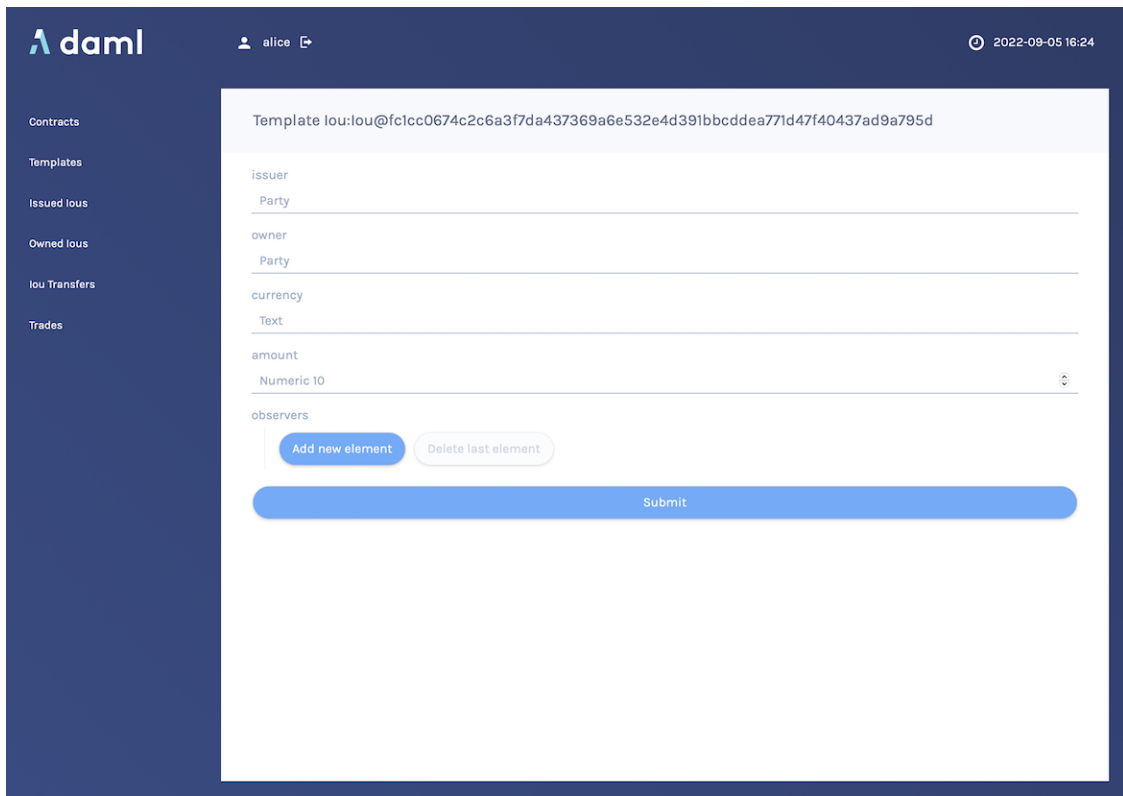 daml
alice
2022-09-05 16:24
Contracts
Templates
Issued Ious
Owned Ious
Iou Transfers
Trades
Template Iou:Iou@fc1cc0674c2c6a3f7da437369a6e532e4d391bbcddea771d47f40437ad9a795d
issuer
Party
owner
Party
currency
Text
amount
Numeric 10
observers
Add new element
Delete last element
Submit